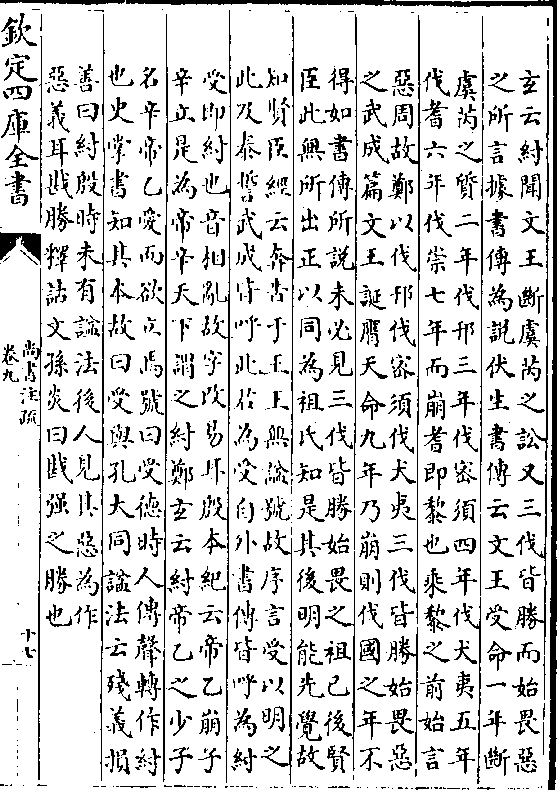 玄云紂聞文王斷虞芮之訟又三伐皆勝而始畏惡
之所言據書傳為說伏生書傳云文王受命一年斷
虞芮之質二年伐邘三年伐密須四年伐犬夷五年
伐耆六年伐崇七年而崩耆即黎也乘黎之前始言
惡周故鄭以伐邘伐密須伐犬夷三伐皆勝始畏惡
之武成篇文王誕膺天命九年乃崩則伐國之年不
得如書傳所說未必見三伐皆勝始畏之祖己後賢
臣此無所出正以同為祖氏知是其後明能先覺故
知賢臣經云奔告于王王無諡號故序言受以明之
此及泰誓武成皆呼此君為受自外書傳皆呼為紂
受即紂也音相亂故字改易耳殷本紀云帝乙崩子
辛立是為帝辛天下謂之紂鄭玄云紂帝乙之少子
名辛帝乙愛而欲立焉號曰受德時人傳聲轉作紂
也史掌書知其本故曰受與孔大同諡法云殘義損
善曰紂殷時未有諡法後人見其惡為作
惡義耳戡勝釋詁文孫炎曰戡强之勝也
欽定四庫全書
尚書注疏
卷九
十七